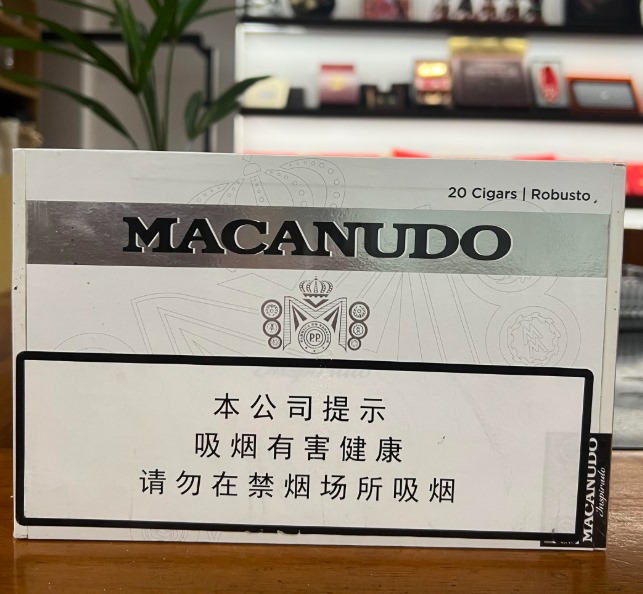 20 Cigars | Robusto
MACANUDO
P.P
本公司提示
吸烟有害健康
请勿在禁烟场所吸烟
MACANUDO
Inspirado